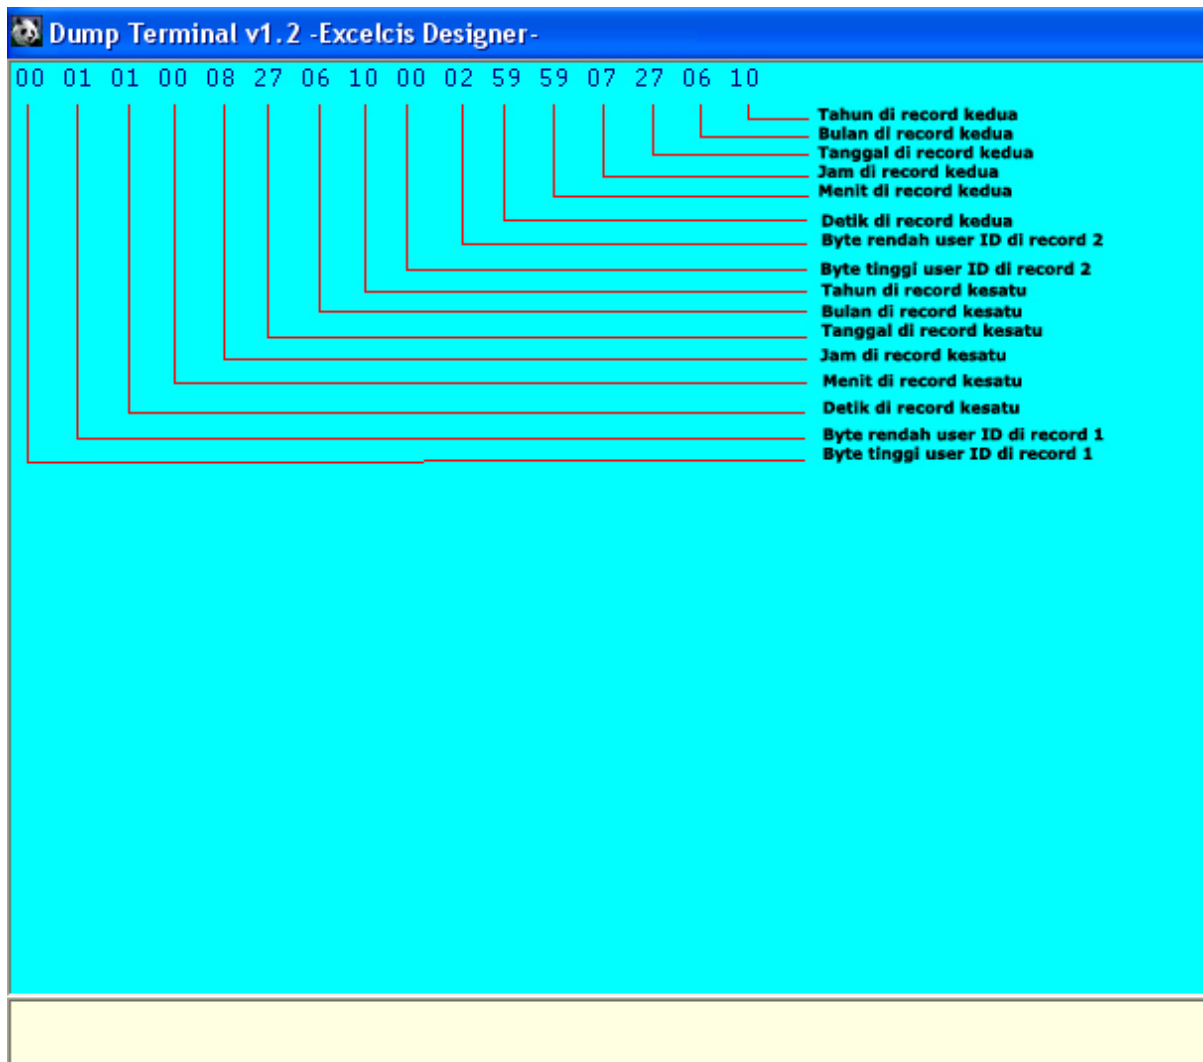 Dump Terminal v1.2 -Excelcis Designer-
00 01 01 00 08 27 06 10 00 02 59 59 07 27 06 10
Tahun di record kedua
Bulan di record kedua
Tanggal di record kedua
Jam di record kedua
Menit di record kedua
Detik di record kedua
Byte rendah user ID di record 2
Byte tinggi user ID di record 2
Tahun di record kesatu
Bulan di record kesatu
Tanggal di record kesatu
Jam di record kesatu
Menit di record kesatu
Detik di record kesatu
Byte rendah user ID di record 1
Byte tinggi user ID di record 1